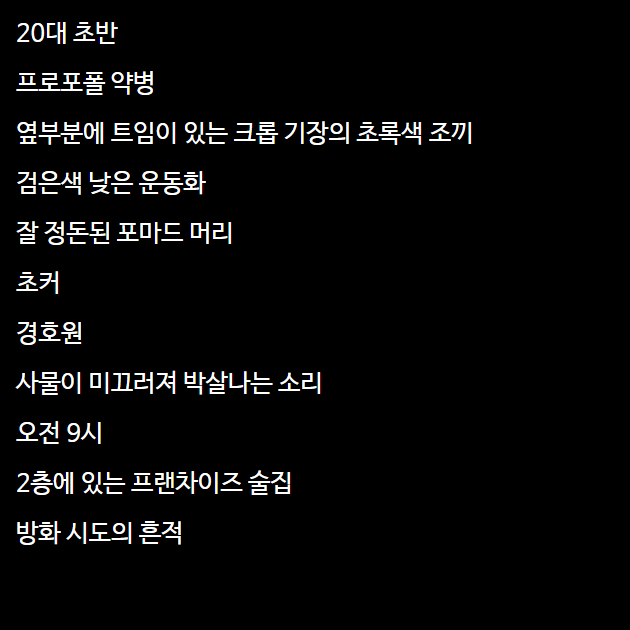 20대 초반
프로포폴 약병
옆부분에 트임이 있는 크롭 기장의 초록색 조끼
검은색 낮은 운동화
잘 정돈된 포마드 머리
초커
경호원
사물이 미끄러져 박살나는 소리
오전 9시
2층에 있는 프랜차이즈 술집
방화 시도의 흔적